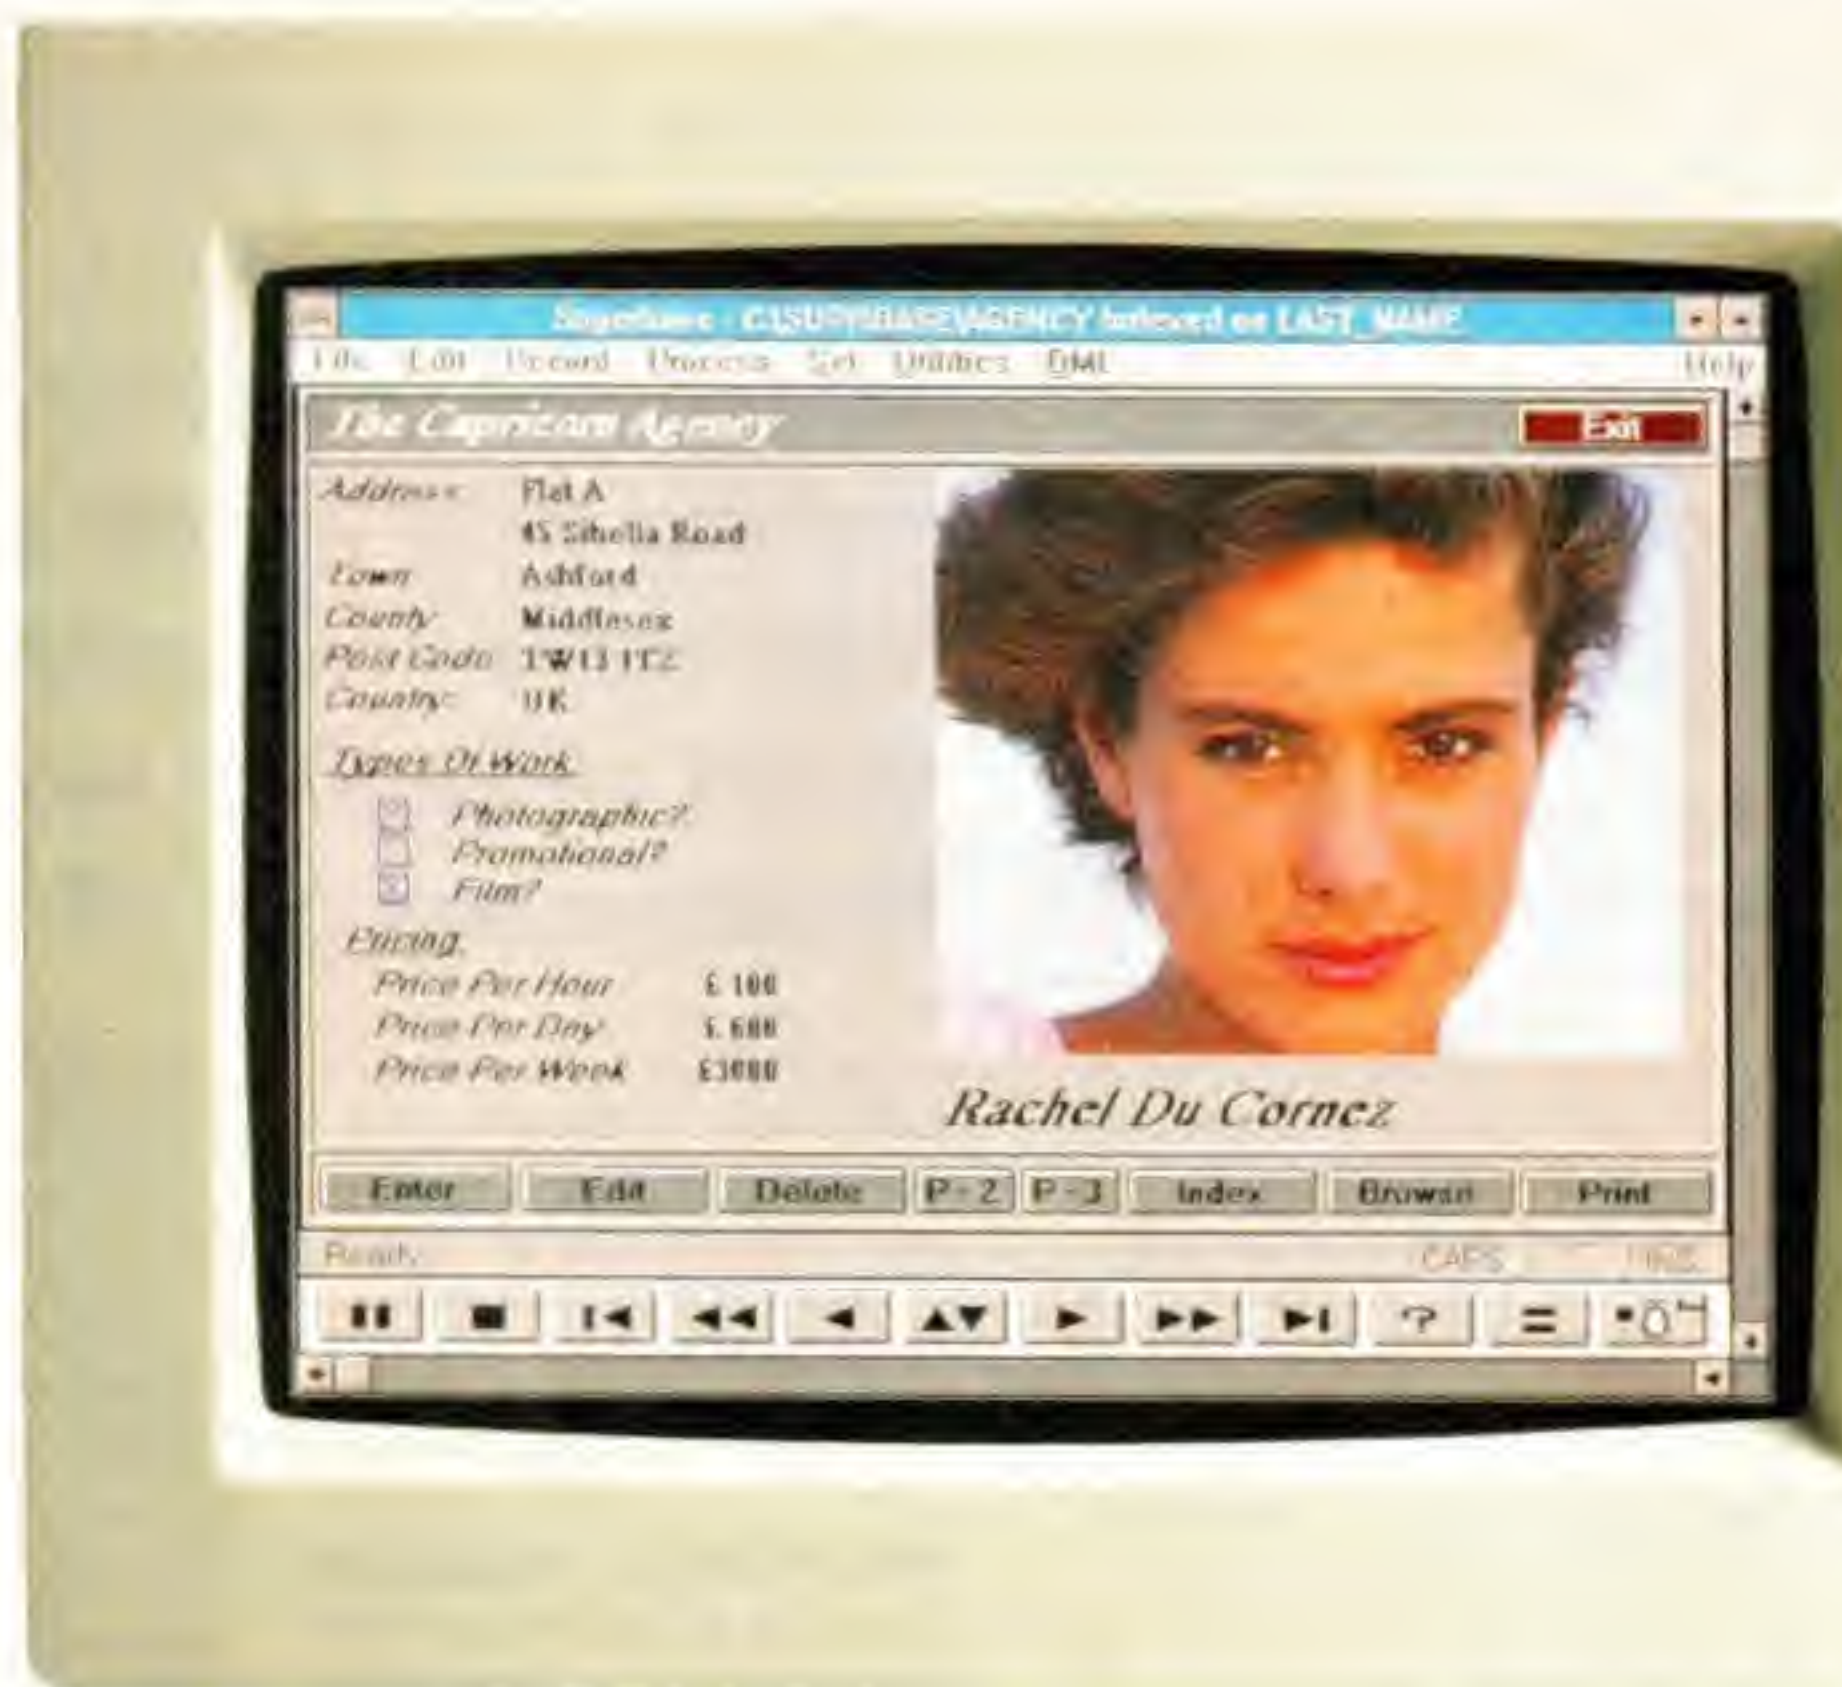 Superbase - C:\SUPERBASE\AGENCY Indexed on LAST_NAME
File Edit Record Process Set Utilities DML Help
The Capricorn Agency Exit
Address: Flat A
45 Sibella Road
Town Ashford
County Middlesex
Post Code
Country: UK
Types Of Work
Photographic?
Promotional?
Film?
Pricing.
Price Per Hour £ 100
Price Per Day £ 600
Price Per Week £3000
Rachel Du Cornez
Enter Edit Delete P-2 P-3 Index Browse Print
Ready CAPS